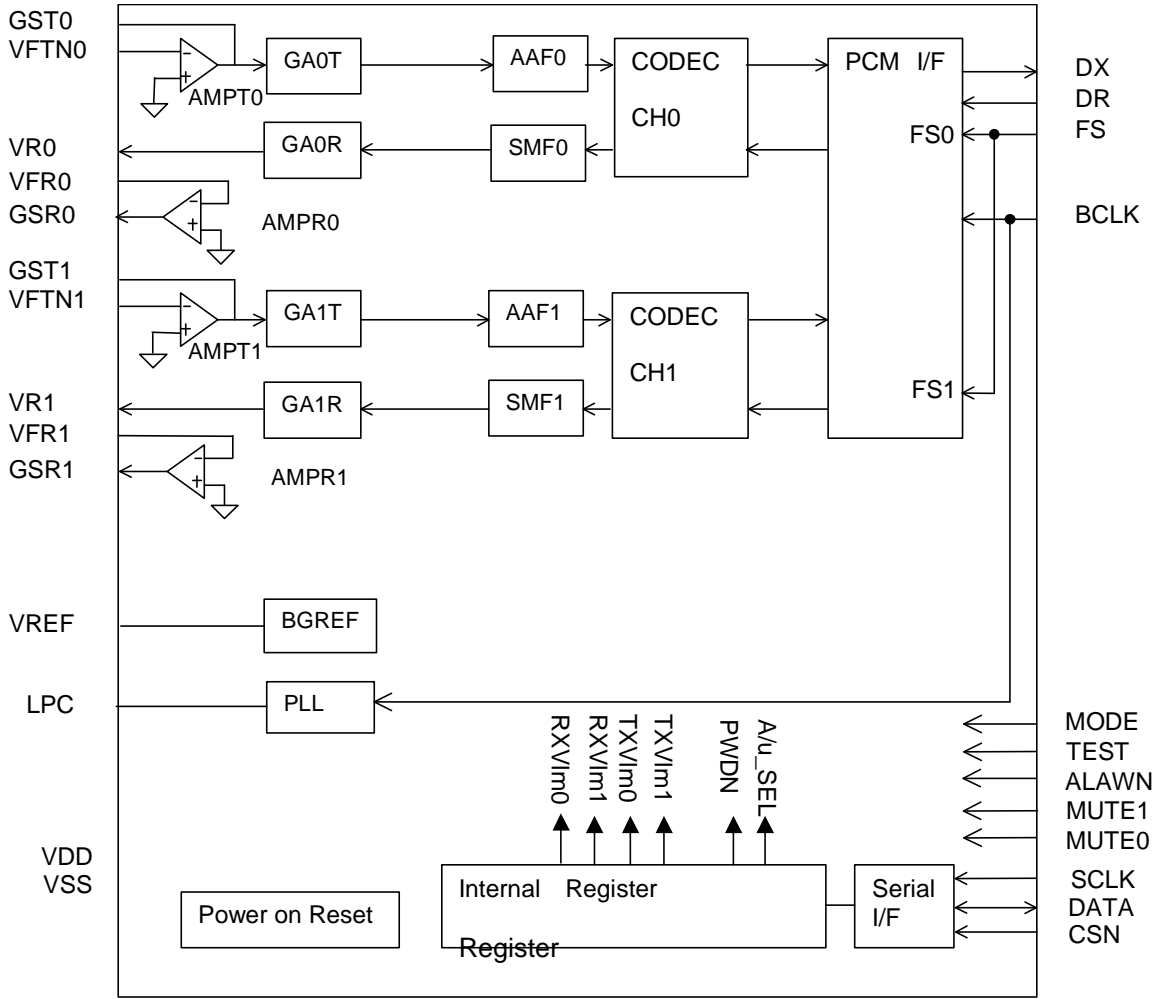 GST0
VFTN0
GA0T
AAF0
CODEC
CH0
PCM I/F
DX
DR
FS
FS0
AMPT0
VR0
GA0R
SMF0
VFR0
GSR0
AMPR0
BCLK
GST1
VFTN1
GA1T
AAF1
CODEC
CH1
AMPT1
VR1
GA1R
SMF1
FS1
VFR1
GSR1
AMPR1
VREF
BGREF
LPC
PLL
RXVlm0
RXVlm1
TXVlm0
TXVlm1
PWDN
A/u_SEL
MODE
TEST
ALAWN
MUTE1
MUTE0
VDD
VSS
Power on Reset
Internal Register
Register
Serial
I/F
SCLK
DATA
CSN